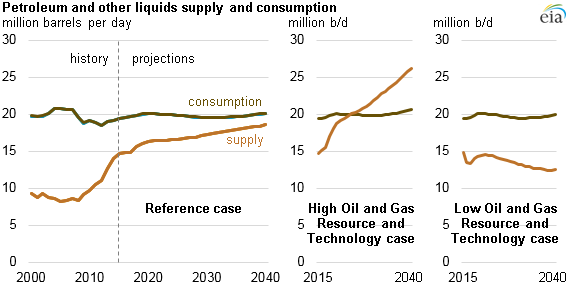 Petroleum and other liquids supply and consumption
million barrels per day
million b/d
million b/d
eia
30
25
20
15
10
5
0
history
projections
consumption
supply
Reference case
2000
2010
2020
2030
2040
30
25
20
15
10
5
0
High Oil and Gas
Resource and
Technology case
2015
2040
30
25
20
15
10
5
0
Low Oil and Gas
Resource and
Technology case
2015
2040